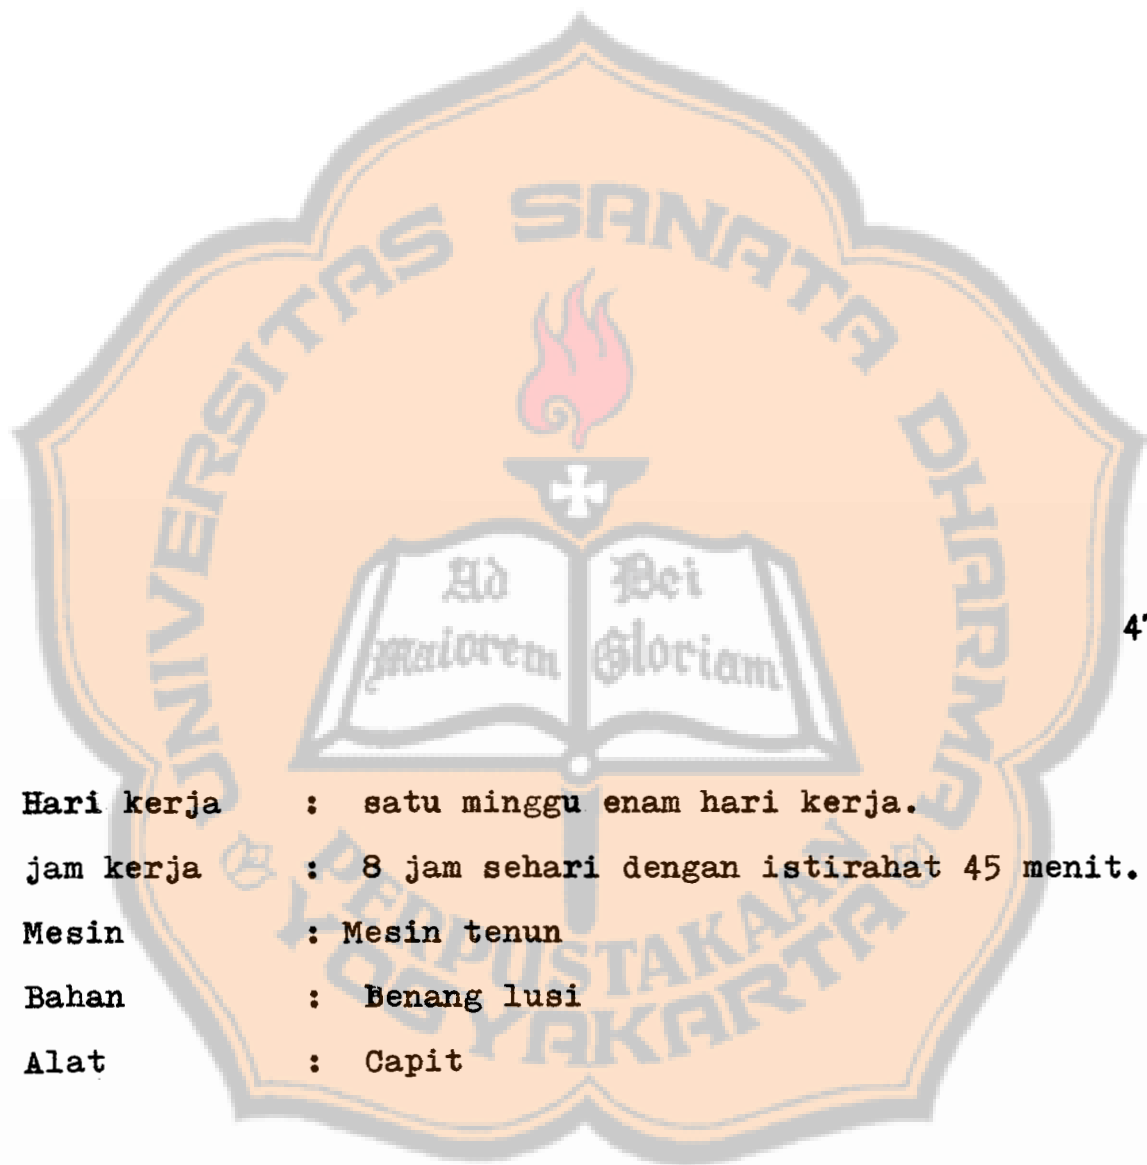 UNIVERSITAS SANATA DHARMA
Ad Dei
maiorem Gloriam
Hari kerja : satu minggu enam hari kerja.
jam kerja : 8 jam sehari dengan istirahat 45 menit.
Mesin : Mesin tenun
Bahan : Benang lusi
Alat : Capit
PERPUSTAKAAN
YOGYAKARTA